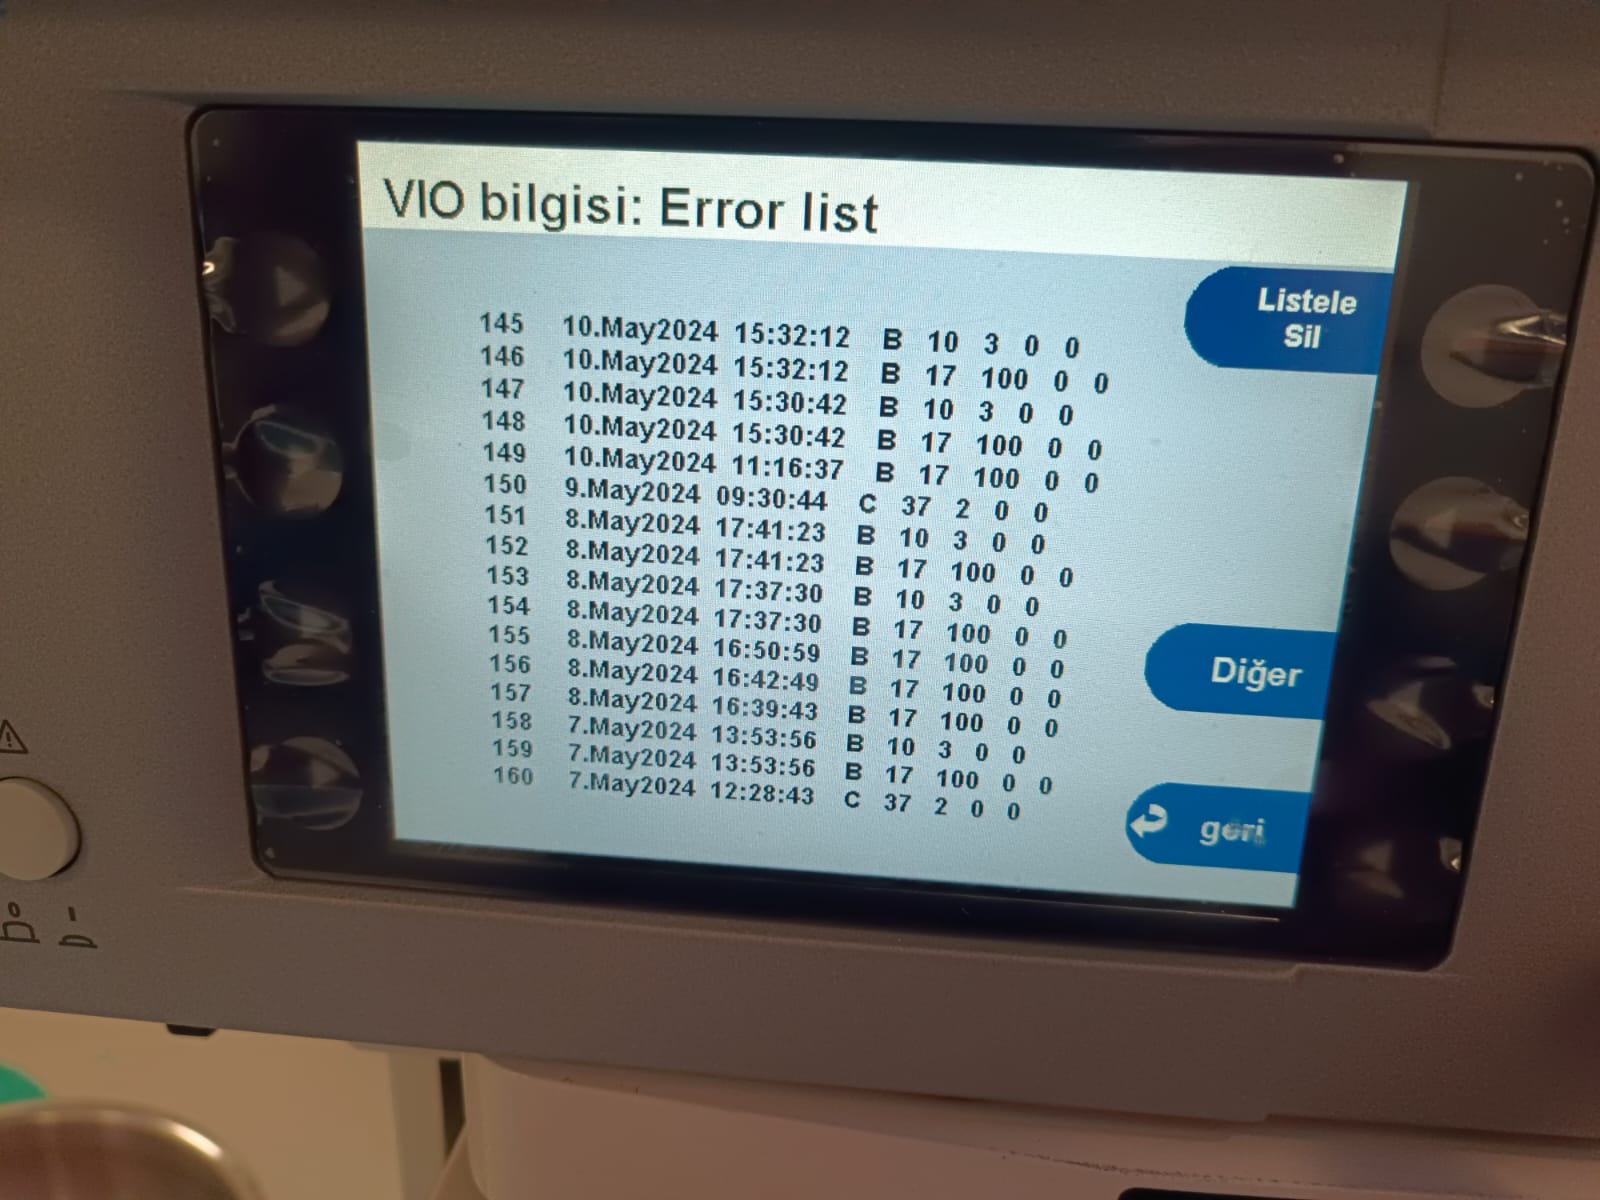 VIO bilgisi: Error list
Listele
Sil
145 10.May2024 15:32:12 B 10 3 0 0
146 10.May2024 15:32:12 B 17 100 0 0
147 10.May2024 15:30:42 B 10 3 0 0
148 10.May2024 15:30:42 B 17 100 0 0
149 10.May2024 11:16:37 B 17 100 0 0
150 9.May2024 09:30:44 C 37 2 0 0
151 8.May2024 17:41:23 B 10 3 0 0
152 8.May2024 17:41:23 B 17 100 0 0
153 8.May2024 17:37:30 B 10 3 0 0
154 8.May2024 17:37:30 B 17 100 0 0
155 8.May2024 16:50:59 B 17 100 0 0
156 8.May2024 16:42:49 B 17 100 0 0
157 8.May2024 16:39:43 B 17 100 0 0
158 7.May2024 13:53:56 B 10 3 0 0
159 7.May2024 13:53:56 B 17 100 0 0
160 7.May2024 12:28:43 C 37 2 0 0
Diğer
geri